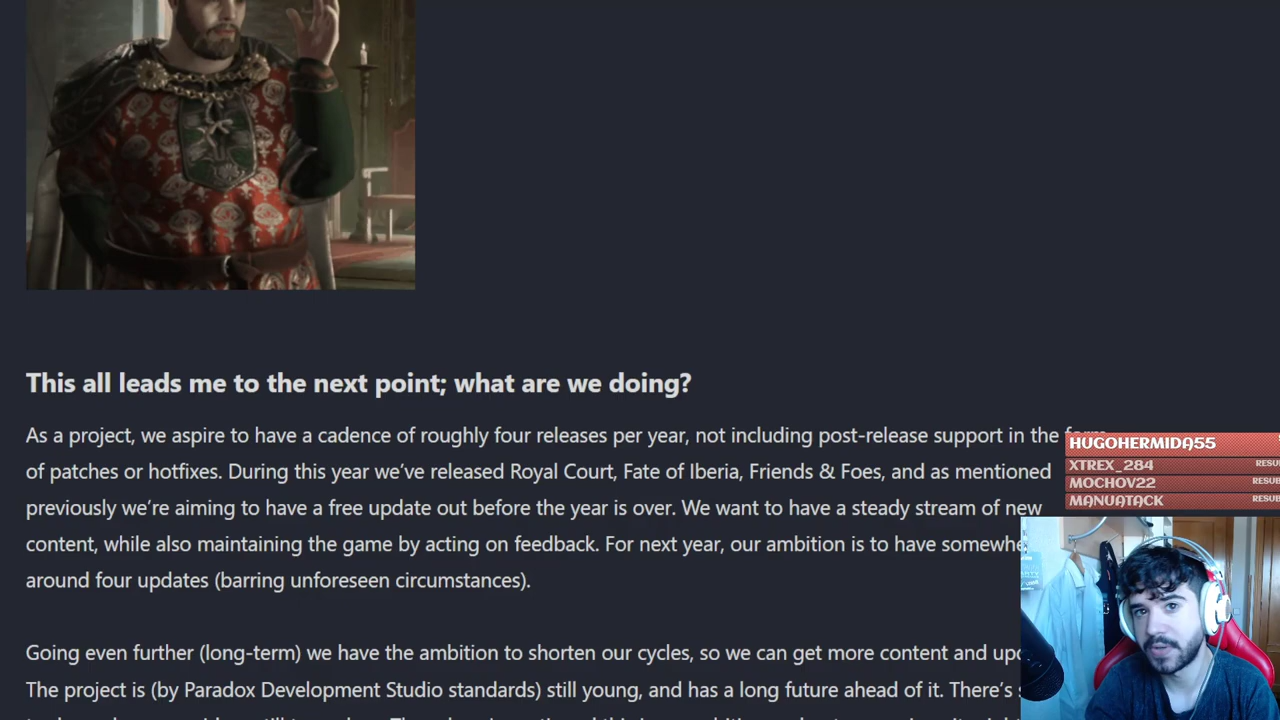 This all leads me to the next point; what are we doing?
As a project, we aspire to have a cadence of roughly four releases per year, not including post-release support in the form
of patches or hotfixes. During this year we’ve released Royal Court, Fate of Iberia, Friends & Foes, and as mentioned
HUGOHERMIDA55
XTREX_284 RESU
MOCHOV22 RESUB
MANUATACK RESUB
previously we’re aiming to have a free update out before the year is over. We want to have a steady stream of new
content, while also maintaining the game by acting on feedback. For next year, our ambition is to have somewhe
around four updates (barring unforeseen circumstances).
Going even further (long-term) we have the ambition to shorten our cycles, so we can get more content and upd
The project is (by Paradox Development Studio standards) still young, and has a long future ahead of it. There’s